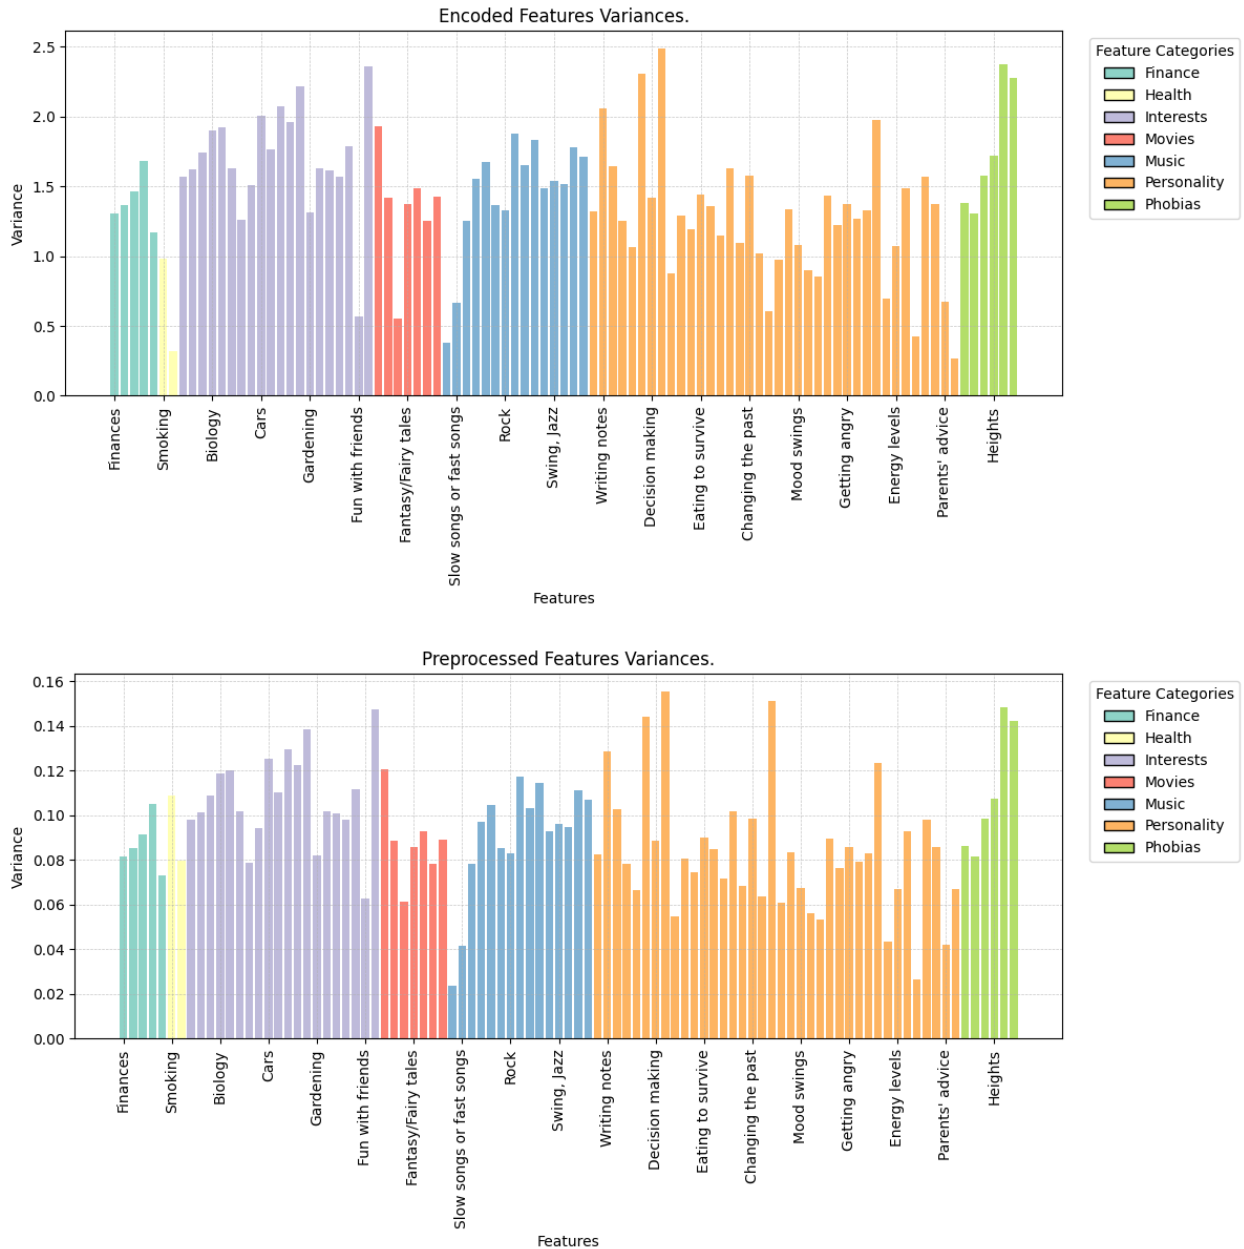 Encoded Features Variances.
2.5
2.0
1.5
1.0
0.5
0.0
Variance
Finances
Smoking
Biology
Cars
Gardening
Fun with friends
Fantasy/Fairy tales
Slow songs or fast songs
Rock
Swing, Jazz
Writing notes
Decision making
Eating to survive
Changing the past
Mood swings
Getting angry
Energy levels
Parents' advice
Heights
Features
Feature Categories
Finance
Health
Interests
Movies
Music
Personality
Phobias
Preprocessed Features Variances.
0.16
0.14
0.12
0.10
0.08
0.06
0.04
0.02
0.00
Variance
Finances
Smoking
Biology
Cars
Gardening
Fun with friends
Fantasy/Fairy tales
Slow songs or fast songs
Rock
Swing, Jazz
Writing notes
Decision making
Eating to survive
Changing the past
Mood swings
Getting angry
Energy levels
Parents' advice
Heights
Features
Feature Categories
Finance
Health
Interests
Movies
Music
Personality
Phobias